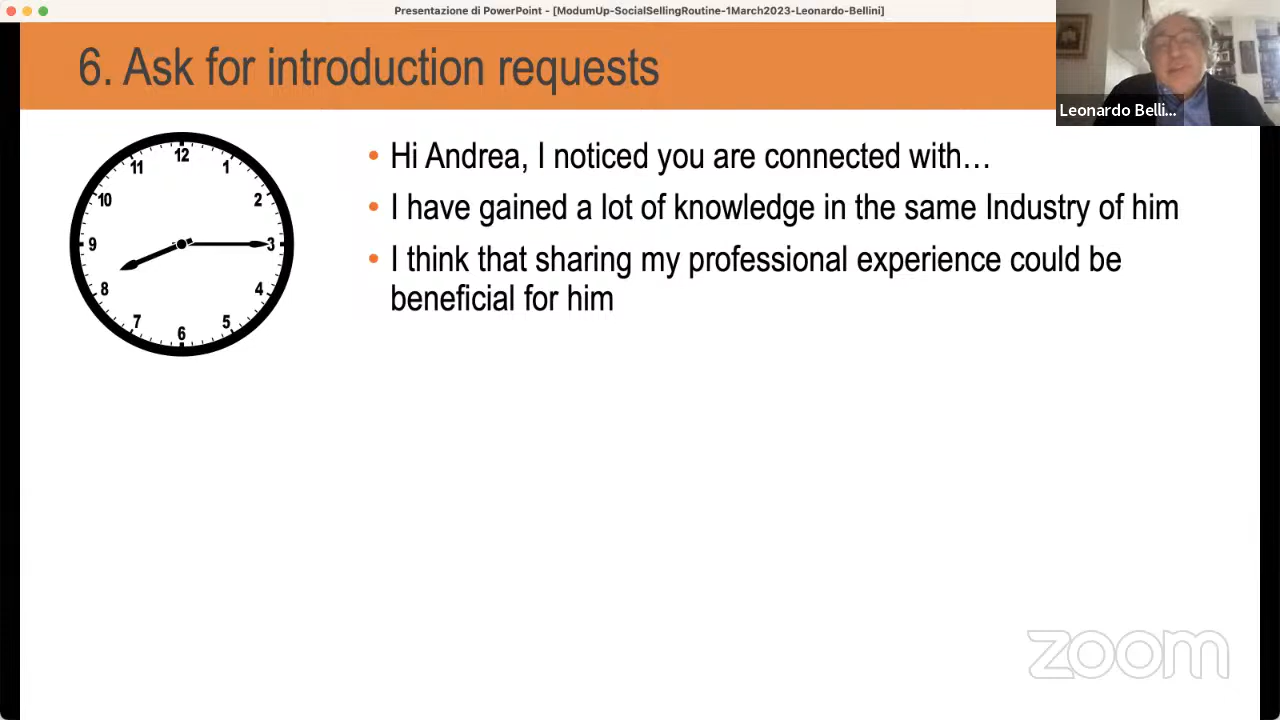 Presentazione di PowerPoint - [ModumUp-SocialSellingRoutine-1March2023-Leonardo-Bellini]
6. Ask for introduction requests
Leonardo Belli...
12
11 1
10 2
9 3
8 4
7 5
6
• Hi Andrea, I noticed you are connected with…
• I have gained a lot of knowledge in the same Industry of him
• I think that sharing my professional experience could be
beneficial for him
zoom